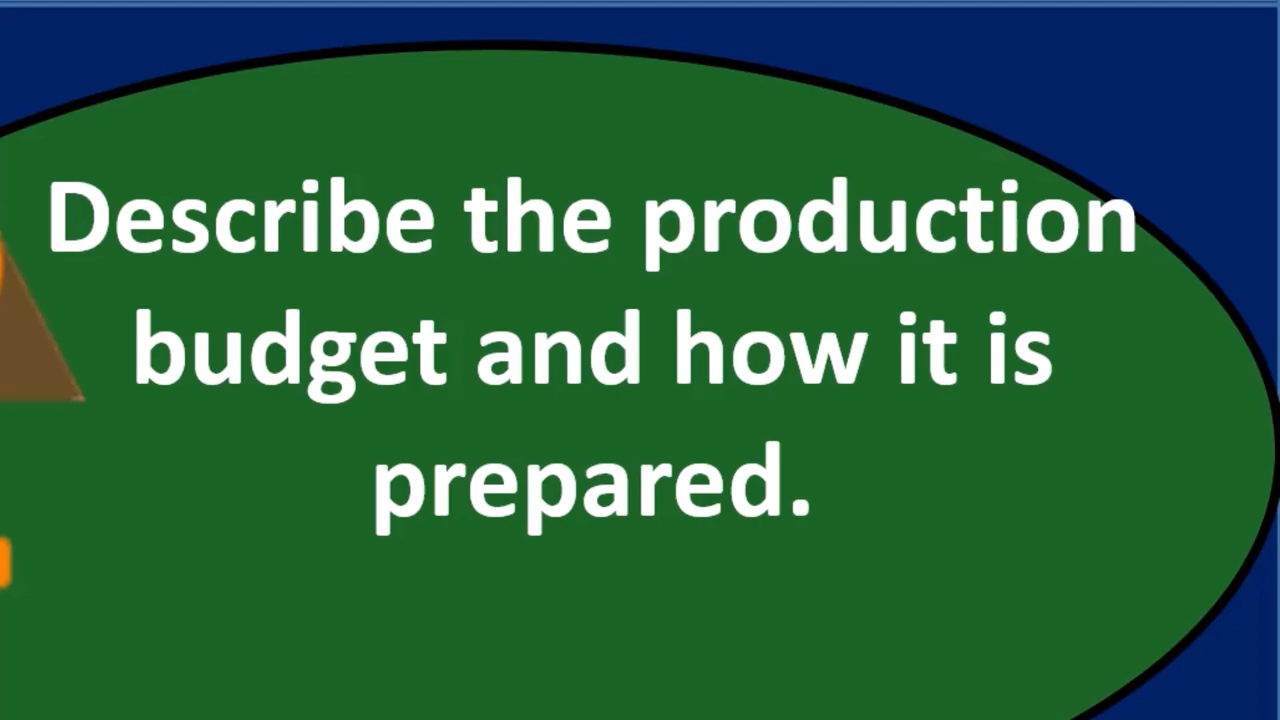 Describe the production
budget and how it is
prepared.